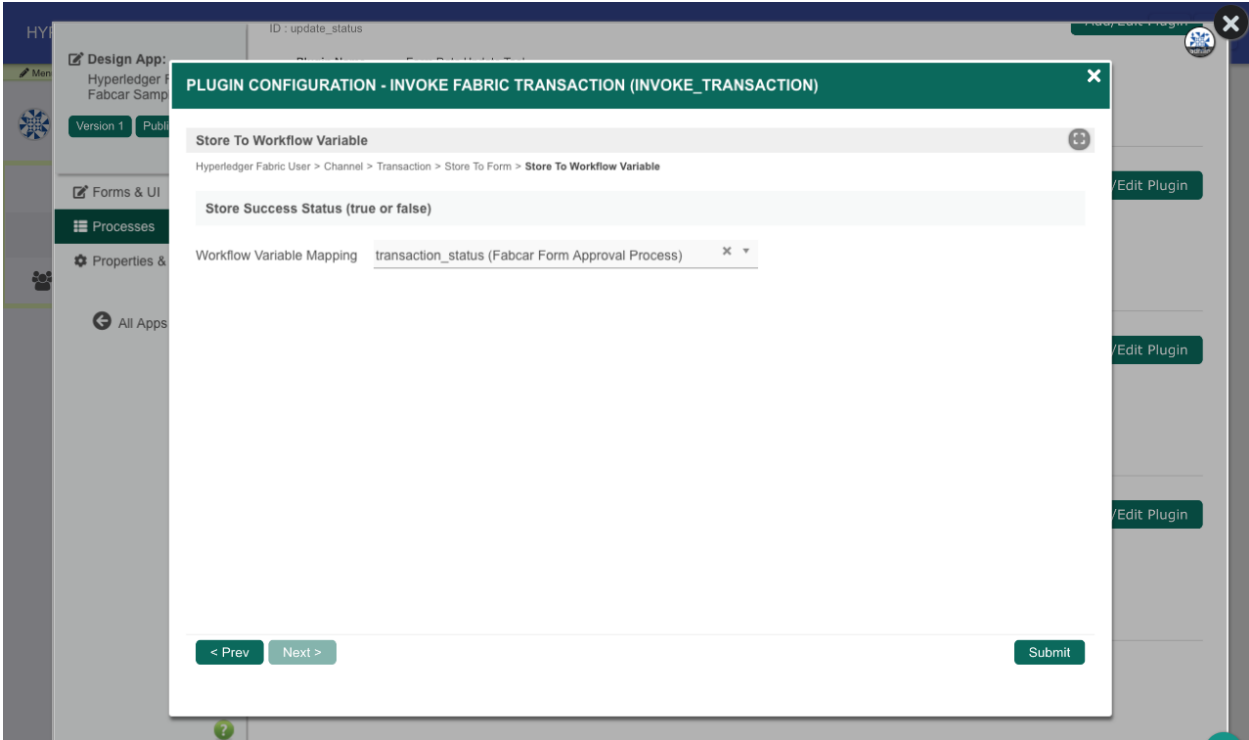 HYF
ID : update_status
Design App:
Men
Hyperledger F
Fabcar Samp
Version 1 Publi
PLUGIN CONFIGURATION - INVOKE FABRIC TRANSACTION (INVOKE_TRANSACTION)
Store To Workflow Variable
Hyperledger Fabric User > Channel > Transaction > Store To Form > Store To Workflow Variable
Forms & UI
/Edit Plugin
Store Success Status (true or false)
Processes
Workflow Variable Mapping transaction_status (Fabcar Form Approval Process)
Properties &
All Apps
/Edit Plugin
/Edit Plugin
< Prev Next > Submit
?